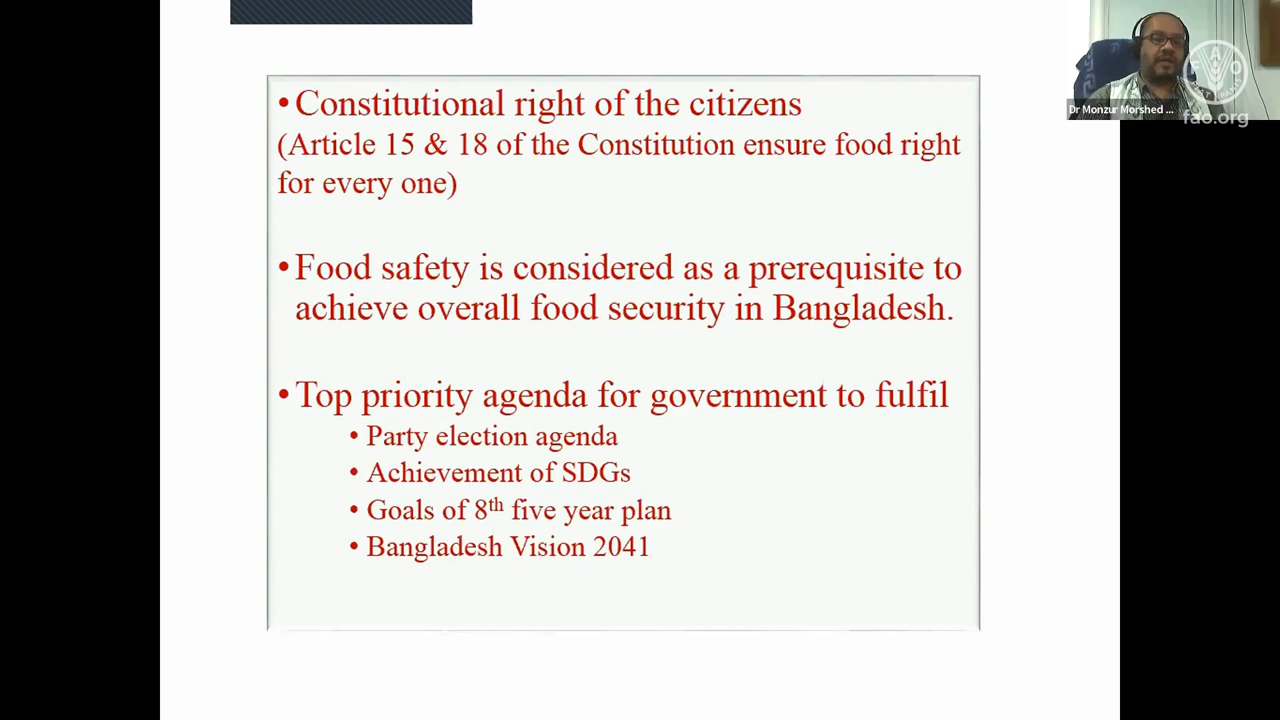 •Constitutional right of the citizens
(Article 15 & 18 of the Constitution ensure food right
for every one)
•Food safety is considered as a prerequisite to
achieve overall food security in Bangladesh.
•Top priority agenda for government to fulfil
• Party election agenda
• Achievement of SDGs
• Goals of 8th five year plan
• Bangladesh Vision 2041
Dr Monzur Morshed ...
fao.org